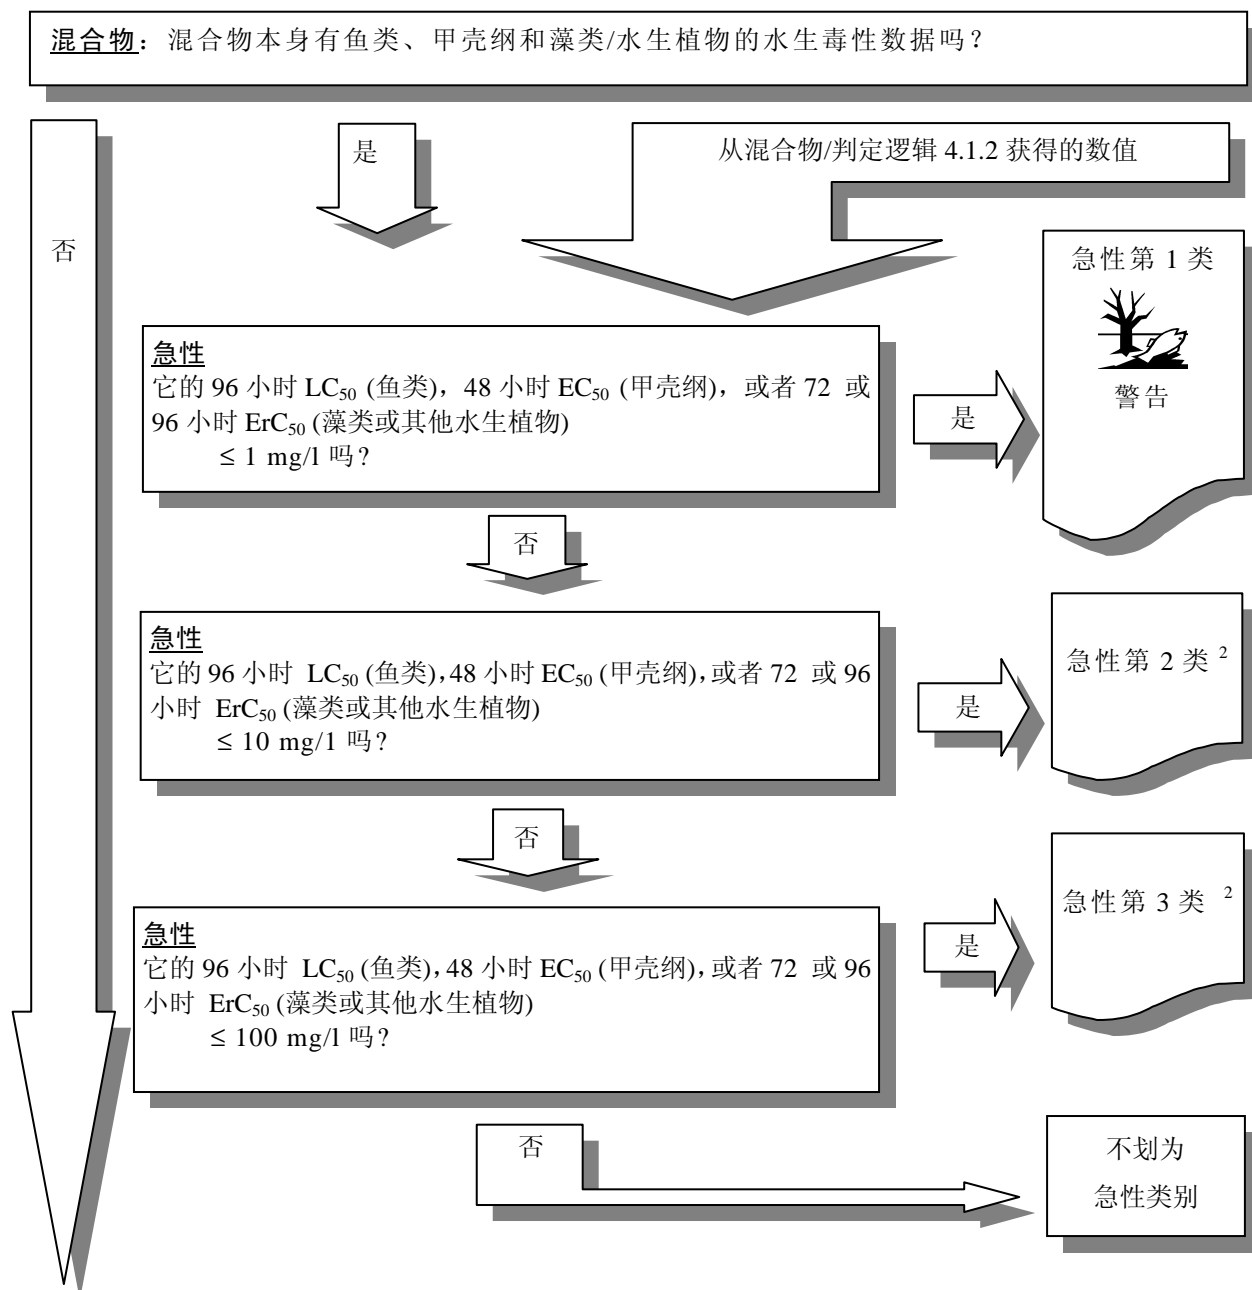 混合物：混合物本身有鱼类、甲壳纲和藻类/水生植物的水生毒性数据吗？
是
从混合物/判定逻辑 4.1.2 获得的数值
否
急性第 1 类
警告
急性
它的 96 小时 LC50 (鱼类)，48 小时 EC50 (甲壳纲)，或者 72 或
96 小时 ErC50 (藻类或其他水生植物)
≤ 1 mg/l 吗？
是
否
急性
它的 96 小时 LC50 (鱼类)，48 小时 EC50 (甲壳纲)，或者 72 或 96
小时 ErC50 (藻类或其他水生植物)
≤ 10 mg/1 吗？
是
急性第 2 类 2
否
急性
它的 96 小时 LC50 (鱼类)，48 小时 EC50 (甲壳纲)，或者 72 或 96
小时 ErC50 (藻类或其他水生植物)
≤ 100 mg/l 吗？
是
急性第 3 类 2
否
不划为
急性类别